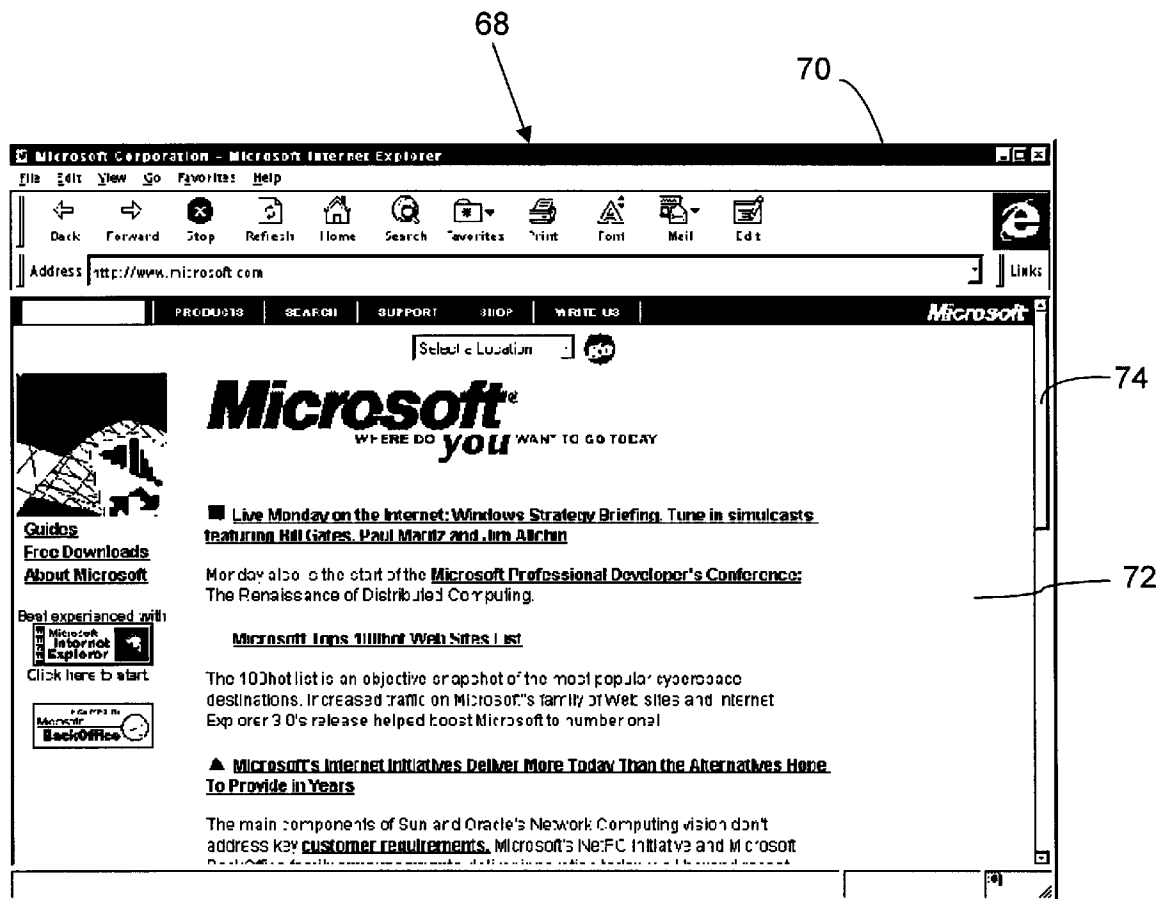 68
70
Microsoft Corporation - Microsoft Internet Explorer
File Edit View Go Favorites Help
Back Forward Stop Refresh Home Search Favorites Print Font Mail Edit
Address http://www.microsoft.com Links
PRODUCTS SEARCH SUPPORT SHOP WRITE US Microsoft
Select a Location go
74
Microsoft®
WHERE DO you WANT TO GO TODAY
Live Monday on the Internet: Windows Strategy Briefing. Tune in simulcasts
featuring Bill Gates, Paul Maritz and Jim Allchin
Guides
Free Downloads
About Microsoft
Monday also is the start of the Microsoft Professional Developer's Conference:
The Renaissance of Distributed Computing.
72
Best experienced with
Microsoft
Internet
Explorer
Click here to start.
Microsoft Tops 100hot Web Sites List
The 100hot list is an objective snapshot of the most popular cyberspace
destinations. Increased traffic on Microsoft's family of Web sites and Internet
Explorer 3.0's release helped boost Microsoft to number one!
Microsoft
BackOffice
Microsoft's Internet Initiatives Deliver More Today Than the Alternatives Hope
To Provide in Years
The main components of Sun and Oracle's Network Computing vision don't
address key customer requirements. Microsoft's NetPC initiative and Microsoft